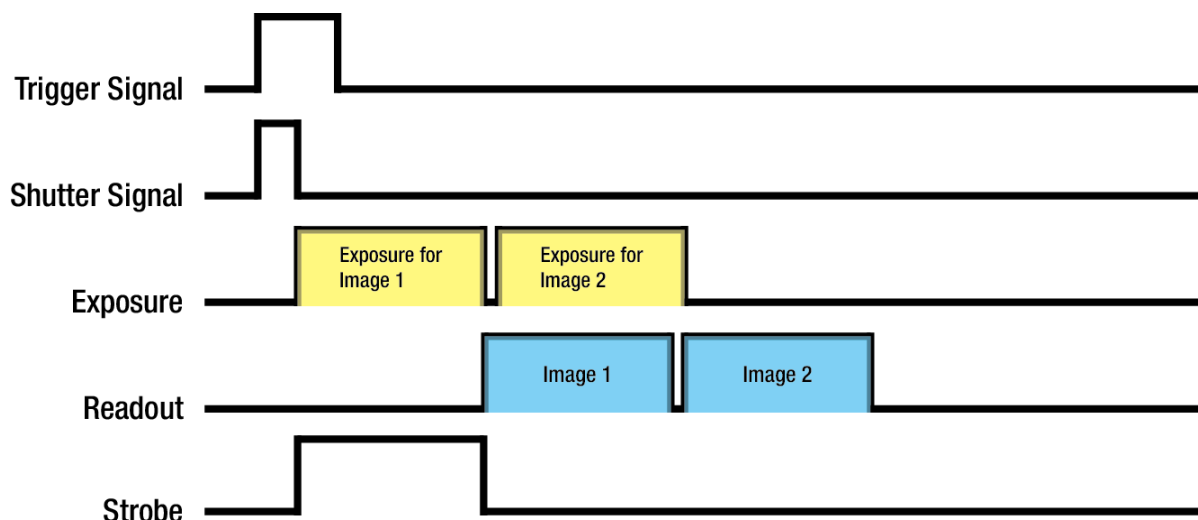 Trigger Signal
Shutter Signal
Exposure for
Image 1
Exposure for
Image 2
Exposure
Image 1
Image 2
Readout
Strobe